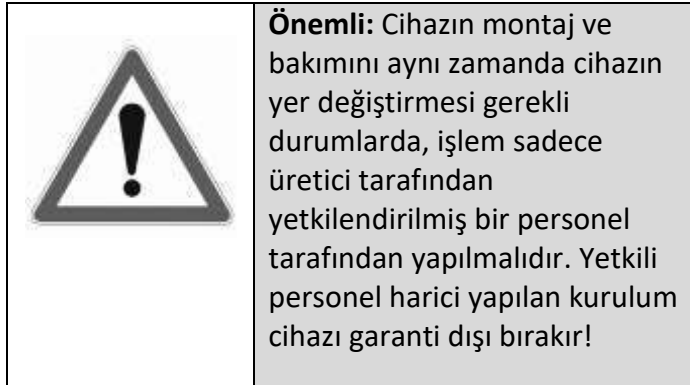 Önemli: Cihazın montaj ve
bakımını aynı zamanda cihazın
yer değiştirmesi gerekli
durumlarda, işlem sadece
üretici tarafından
yetkilendirilmiş bir personel
tarafından yapılmalıdır. Yetkili
personel harici yapılan kurulum
cihazı garanti dışı bırakır!